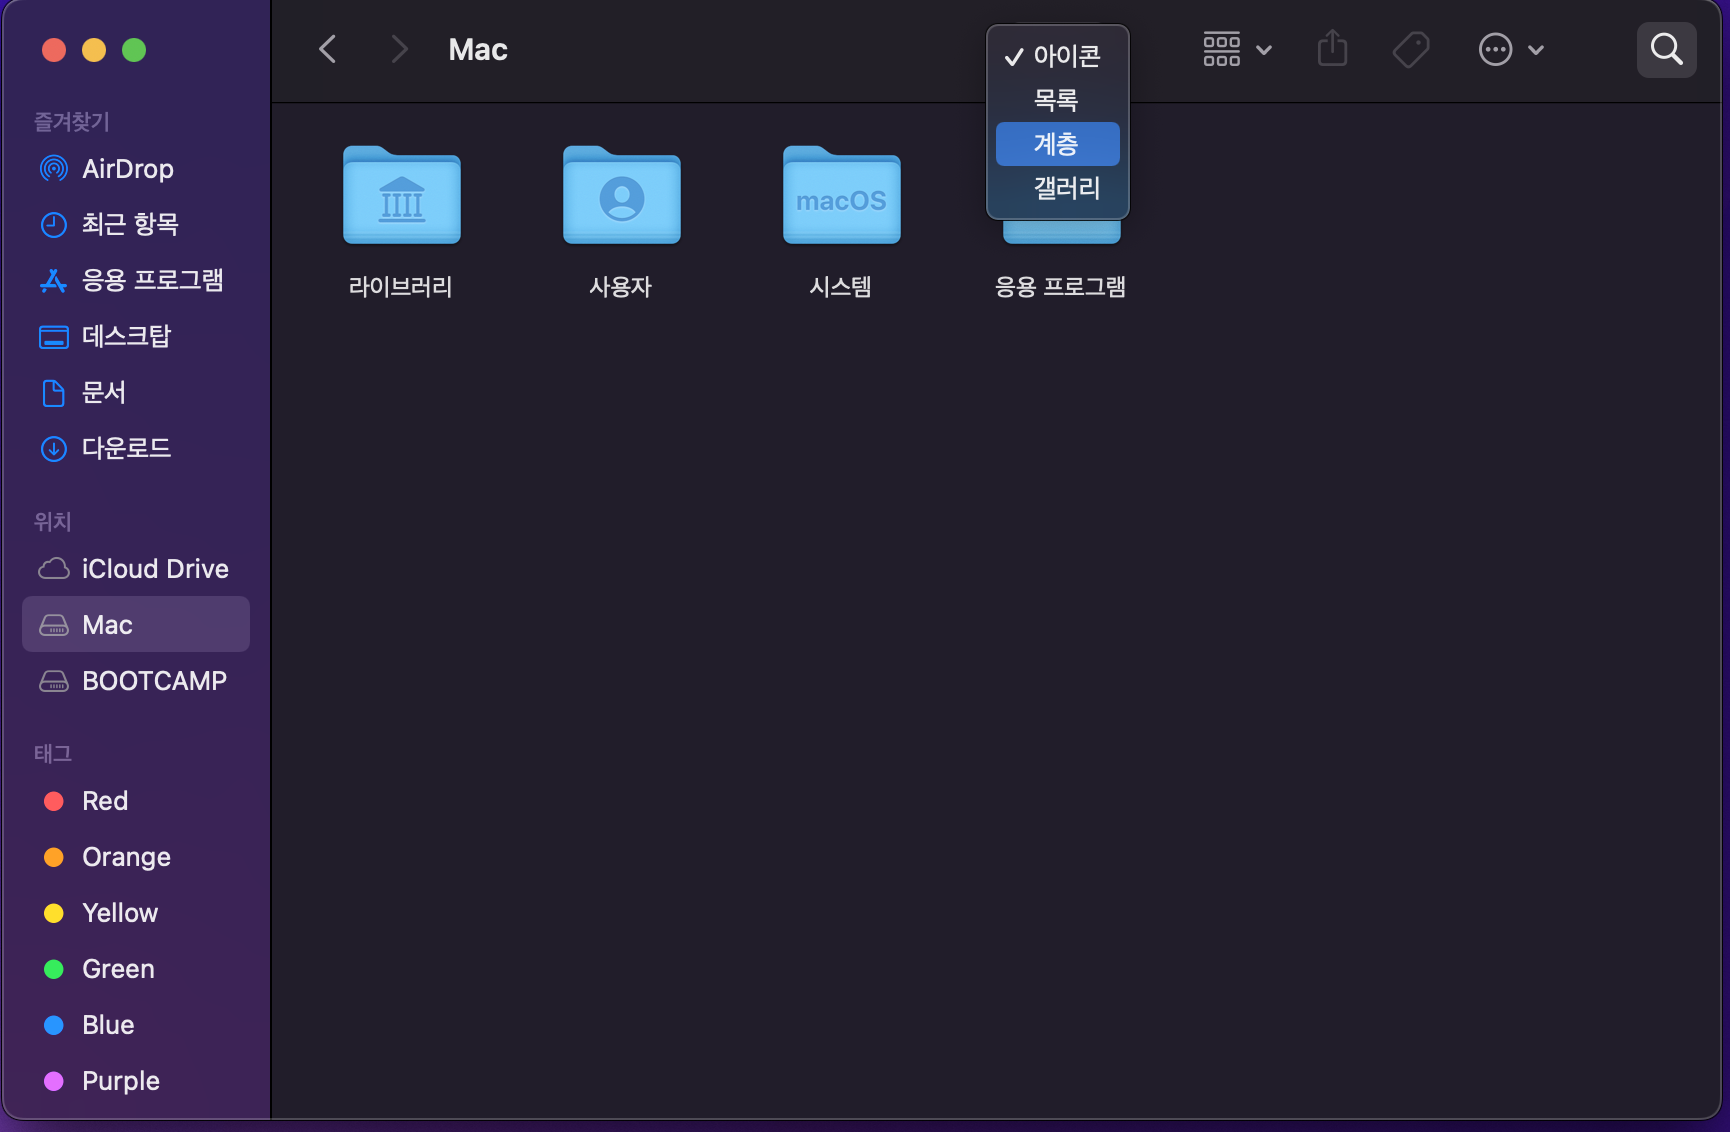 Mac
아이콘
목록
계층
갤러리
즐겨찾기
AirDrop
최근 항목
응용 프로그램
데스크탑
문서
다운로드
위치
iCloud Drive
Mac
BOOTCAMP
태그
Red
Orange
Yellow
Green
Blue
Purple
macOS
라이브러리
사용자
시스템
응용 프로그램